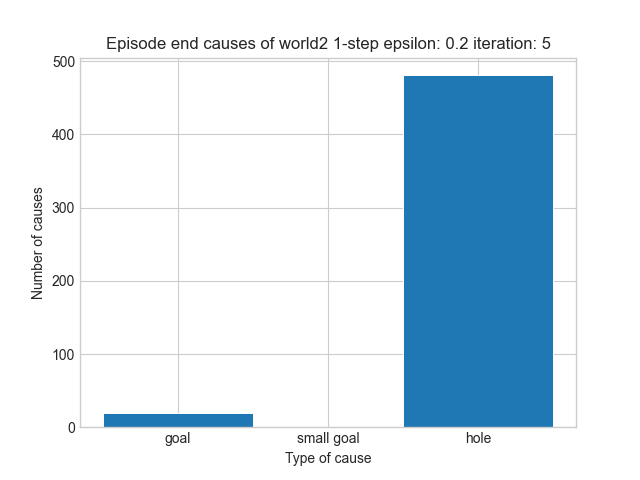 Episode end causes of world2 1-step epsilon: 0.2 iteration: 5
500
400
300
200
100
0
Number of causes
goal small goal hole
Type of cause